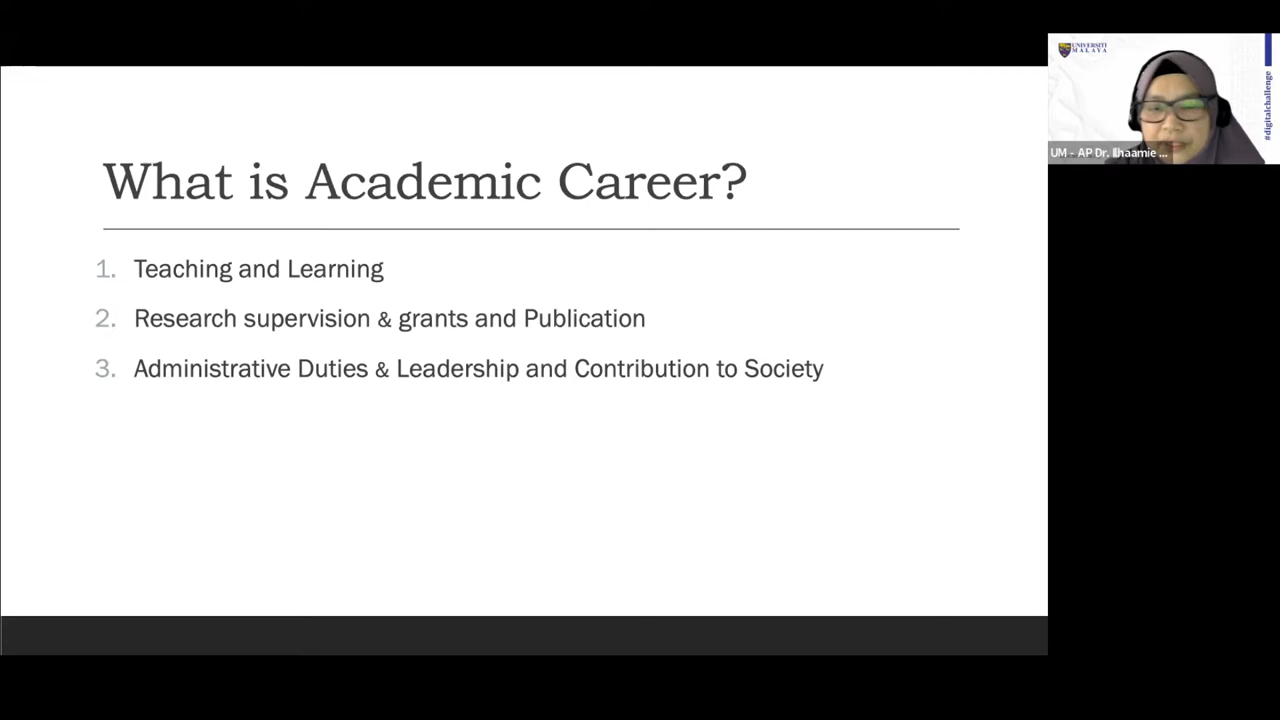 What is Academic Career?
1. Teaching and Learning
2. Research supervision & grants and Publication
3. Administrative Duties & Leadership and Contribution to Society
UNIVERSITI
MALAYA
#digitalchallenge
UM - AP Dr. Ilhaamie ...